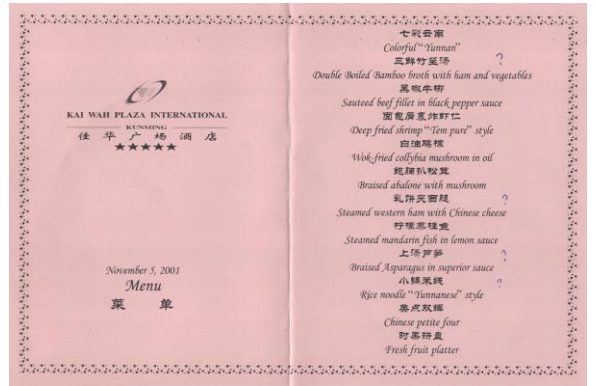 KAI WAH PLAZA INTERNATIONAL
KUNMING
佳华广场酒店
★★★★★
November 5, 2001
Menu
菜 单
七彩云南
Colorful "Yunnan"
三鲜竹笙汤
?
Double Boiled Bamboo broth with ham and vegetables
黑椒牛柳
Sauteed beef fillet in black pepper sauce
面包屑裹炸虾仁
Deep fried shrimp "Tem pure" style
白油鸡棕
Wok-fried collybia mushroom in oil
鲍脯扒松茸
Braised abalone with mushroom
乳饼夹西腿
?
Steamed western ham with Chinese cheese
柠檬蒸桂鱼
Steamed mandarin fish in lemon sauce
上汤芦笋
?
Braised Asparagus in superior sauce
小锅米线
?
Rice noodle "Yunnanese" style
美点双辉
Chinese petite four
时果拼盘
Fresh fruit platter